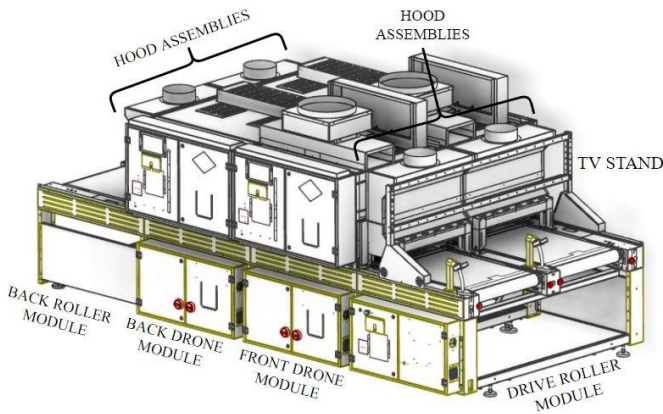 HOOD ASSEMBLIES
HOOD
ASSEMBLIES
TV STAND
BACK ROLLER
MODULE
BACK DRONE
MODULE
FRONT DRONE
MODULE
DRIVE ROLLER
MODULE